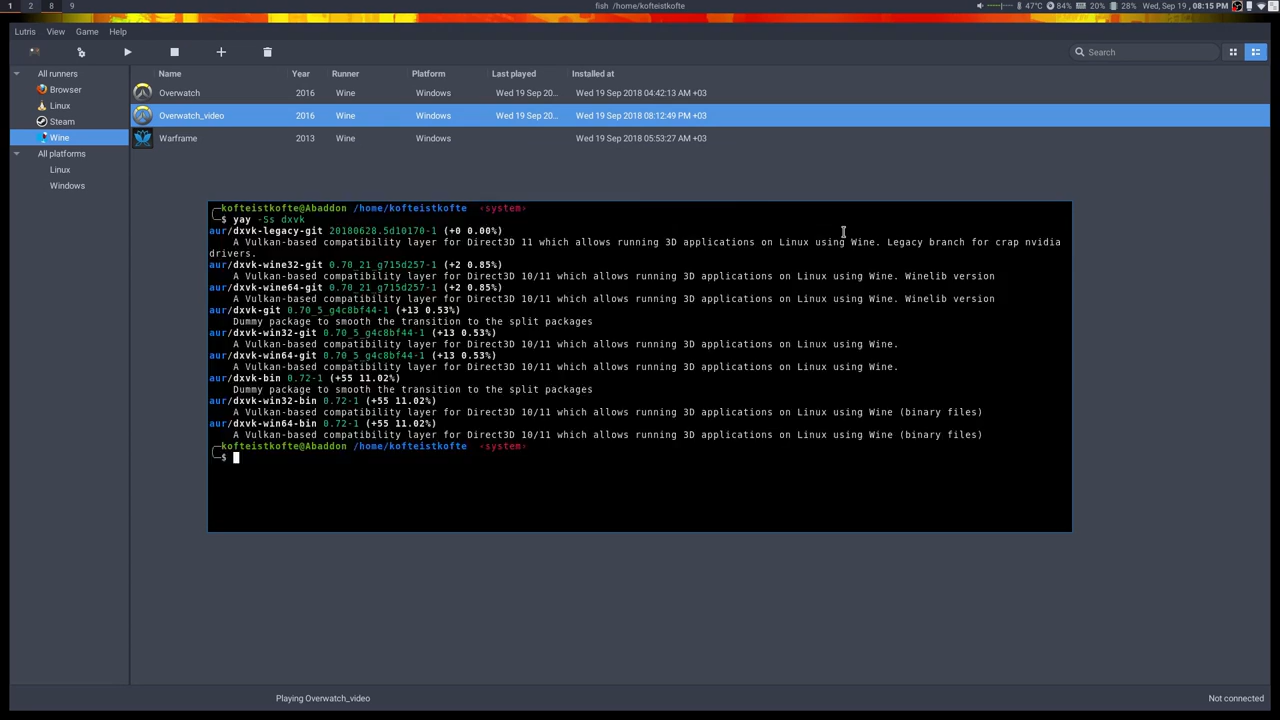 1 2 8 9 fish /home/kofteistkofte 47°C 84% 20% 28% Wed, Sep 19 , 08:15 PM
Lutris View Game Help
Search
All runners
Browser
Linux
Steam
Wine
All platforms
Linux
Windows
Name Year Runner Platform Last played Installed at
Overwatch 2016 Wine Windows Wed 19 Sep 20... Wed 19 Sep 2018 04:42:13 AM +03
Overwatch_video 2016 Wine Windows Wed 19 Sep 20... Wed 19 Sep 2018 08:12:49 PM +03
Warframe 2013 Wine Windows Wed 19 Sep 2018 05:53:27 AM +03
kofteistkofte@Abaddon /home/kofteistkofte ‹system›
$ yay -Ss dxvk
aur/dxvk-legacy-git 20180628.5d10170-1 (+0 0.00%)
A Vulkan-based compatibility layer for Direct3D 11 which allows running 3D applications on Linux using Wine. Legacy branch for crap nvidia
drivers.
aur/dxvk-wine32-git 0.70_21_g715d257-1 (+2 0.85%)
A Vulkan-based compatibility layer for Direct3D 10/11 which allows running 3D applications on Linux using Wine. Winelib version
aur/dxvk-wine64-git 0.70_21_g715d257-1 (+2 0.85%)
A Vulkan-based compatibility layer for Direct3D 10/11 which allows running 3D applications on Linux using Wine. Winelib version
aur/dxvk-git 0.70_5_g4c8bf44-1 (+13 0.53%)
Dummy package to smooth the transition to the split packages
aur/dxvk-win32-git 0.70_5_g4c8bf44-1 (+13 0.53%)
A Vulkan-based compatibility layer for Direct3D 10/11 which allows running 3D applications on Linux using Wine.
aur/dxvk-win64-git 0.70_5_g4c8bf44-1 (+13 0.53%)
A Vulkan-based compatibility layer for Direct3D 10/11 which allows running 3D applications on Linux using Wine.
aur/dxvk-bin 0.72-1 (+55 11.02%)
Dummy package to smooth the transition to the split packages
aur/dxvk-win32-bin 0.72-1 (+55 11.02%)
A Vulkan-based compatibility layer for Direct3D 10/11 which allows running 3D applications on Linux using Wine (binary files)
aur/dxvk-win64-bin 0.72-1 (+55 11.02%)
A Vulkan-based compatibility layer for Direct3D 10/11 which allows running 3D applications on Linux using Wine (binary files)
kofteistkofte@Abaddon /home/kofteistkofte ‹system›
$
Playing Overwatch_video Not connected